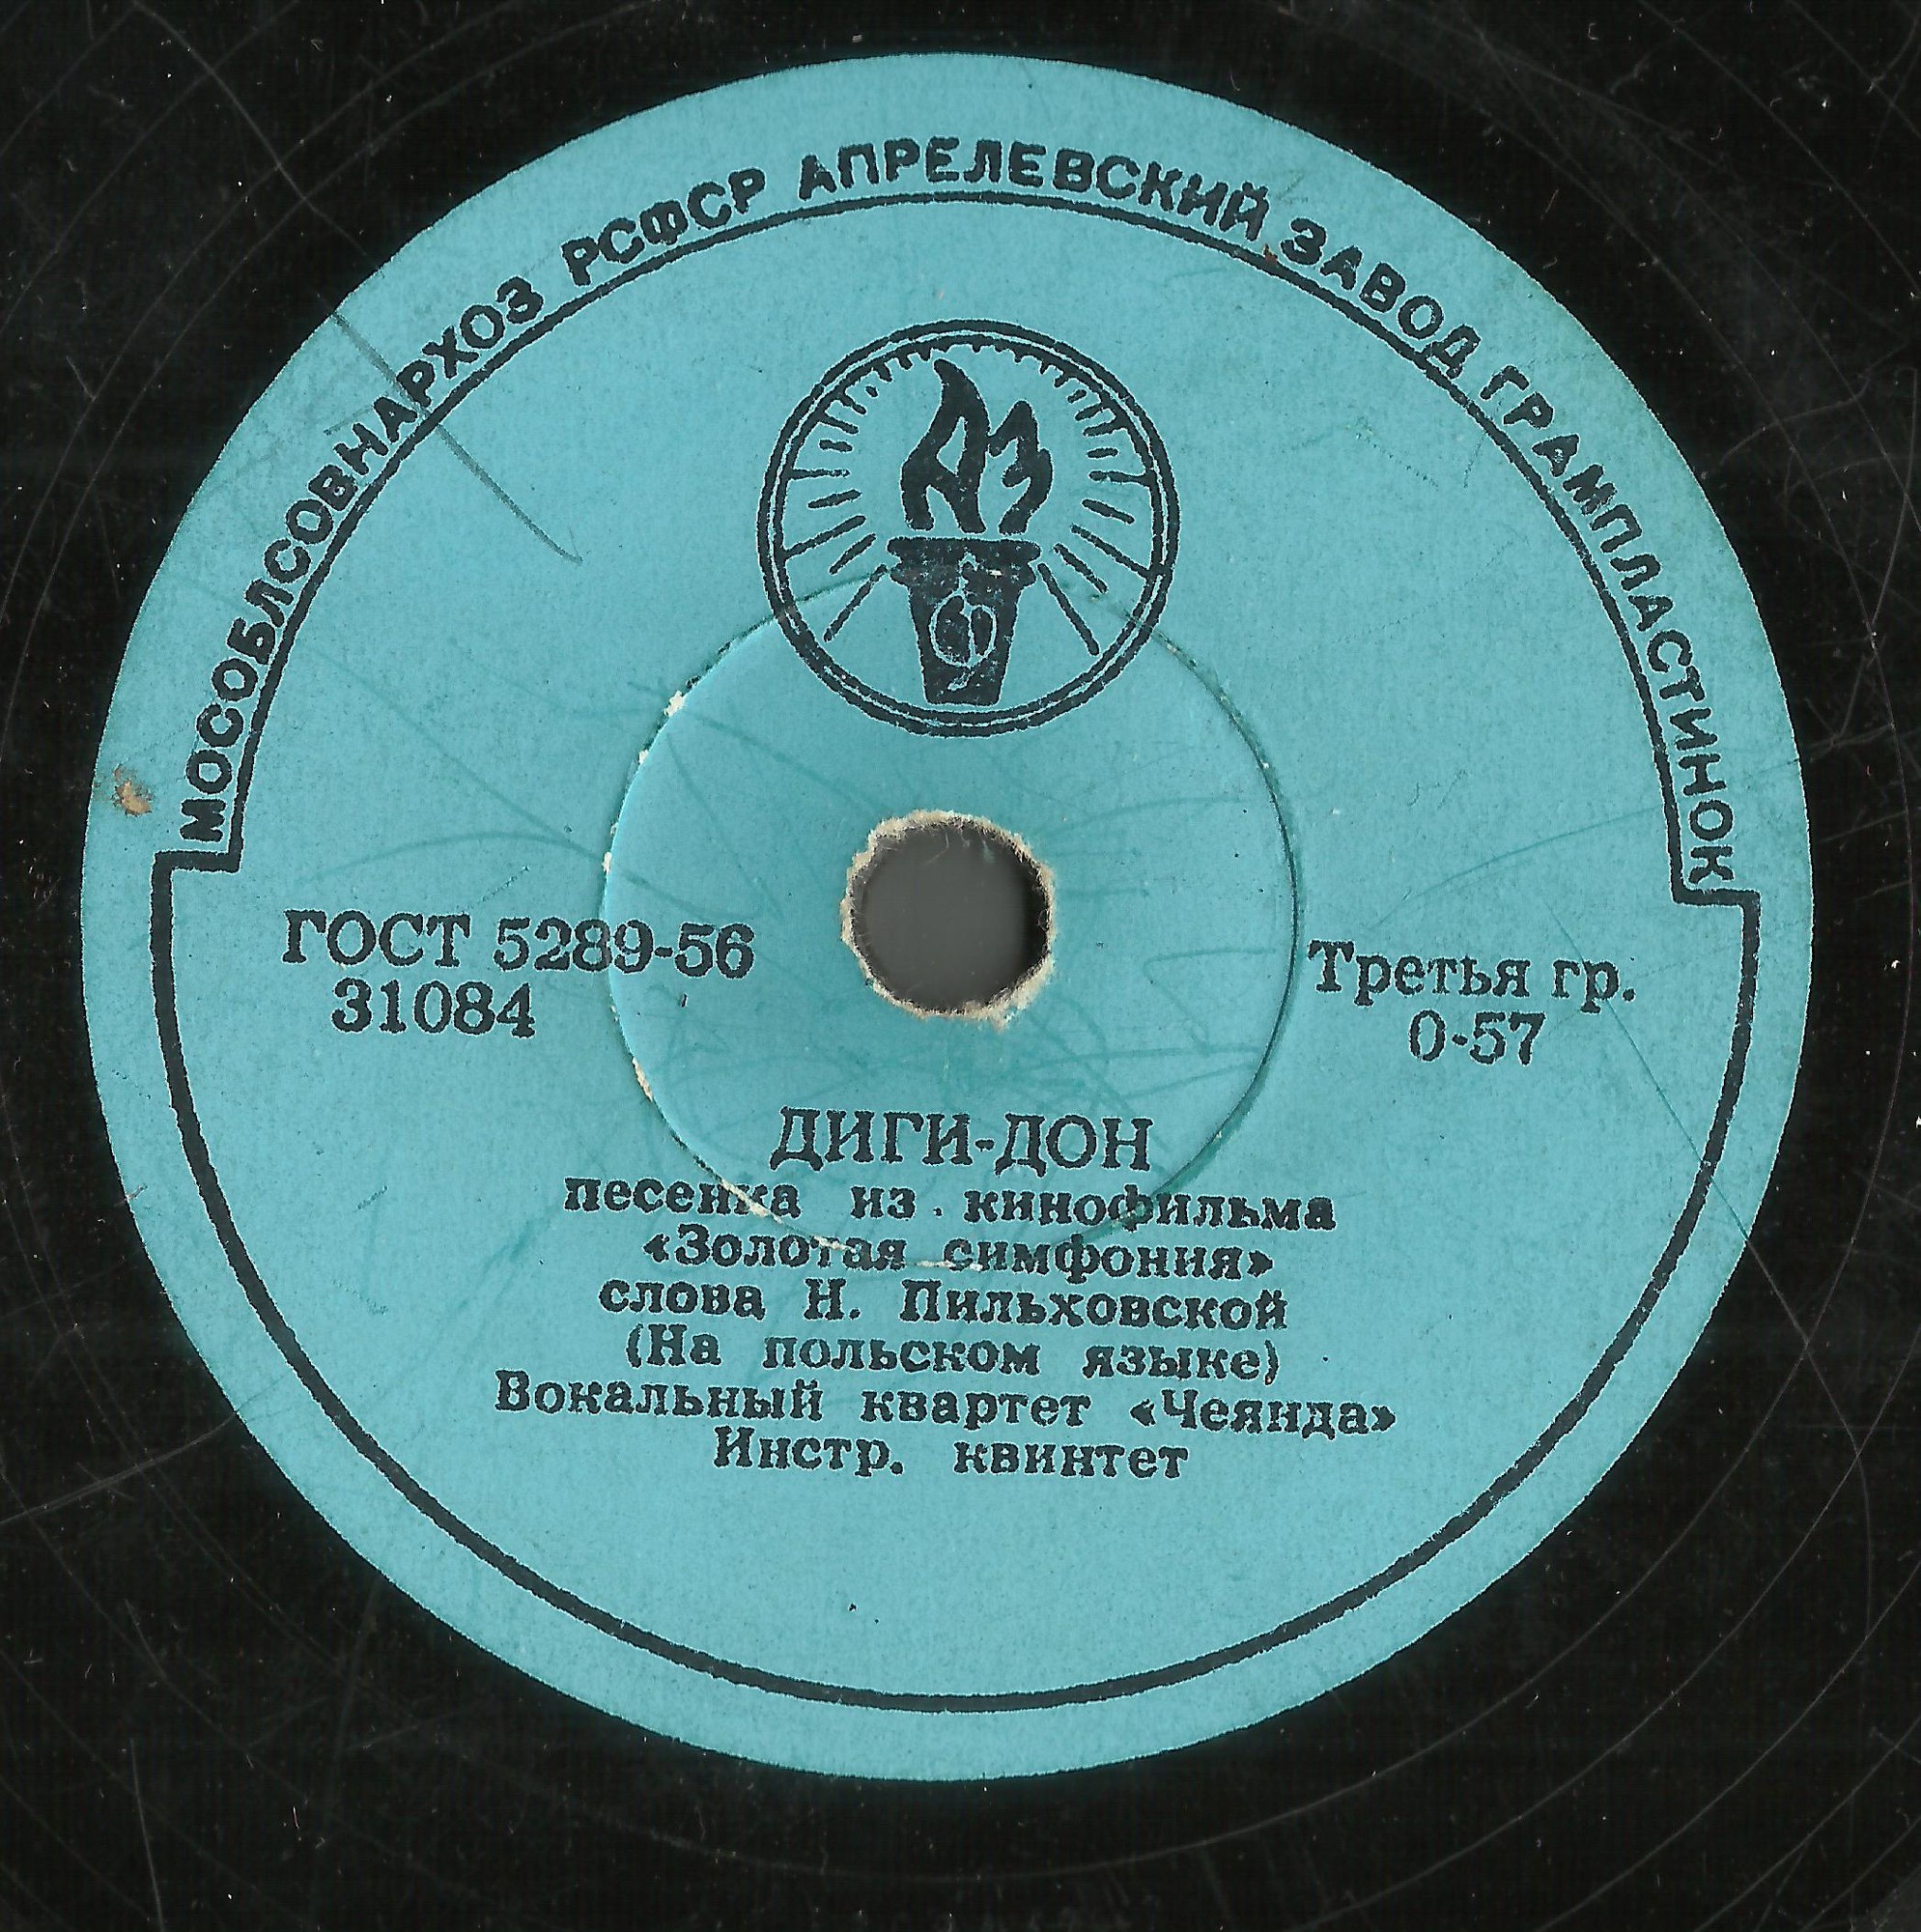 МОСОБЛСОВНАРХОЗ РСФСР АПРЕЛЕВСКИЙ ЗАВОД ГРАМПЛАСТИНОК
АЗ
ГОСТ 5289-56
31084
Третья гр.
0-57
ДИГИ-ДОН
песенка из кинофильма
«Золотая симфония»
слова Н. Пильховской
(На польском языке)
Вокальный квартет «Чеянда»
Инстр. квинтет